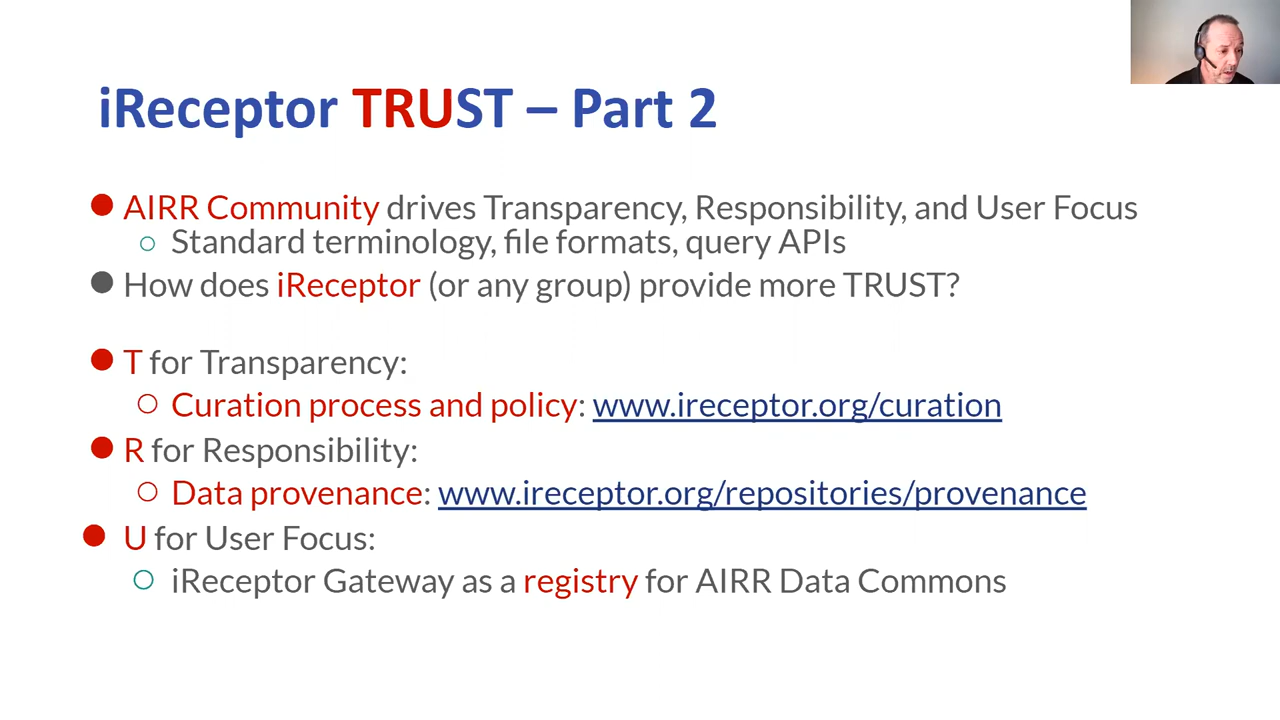 iReceptor TRUST – Part 2
AIRR Community drives Transparency, Responsibility, and User Focus
Standard terminology, file formats, query APIs
How does iReceptor (or any group) provide more TRUST?
T for Transparency:
Curation process and policy: www.ireceptor.org/curation
R for Responsibility:
Data provenance: www.ireceptor.org/repositories/provenance
U for User Focus:
iReceptor Gateway as a registry for AIRR Data Commons